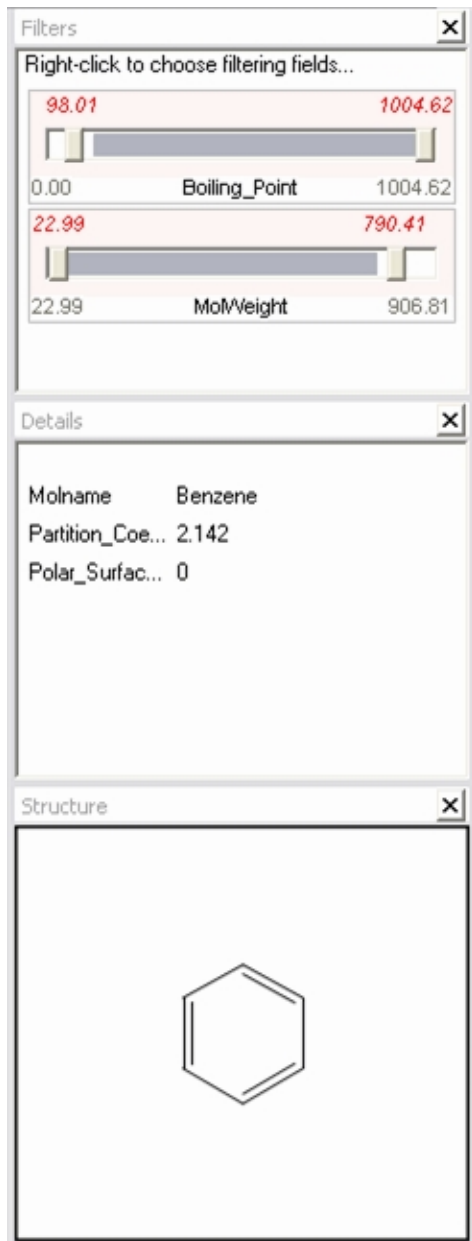 Filters
Right-click to choose filtering fields...
98.01 1004.62
0.00 Boiling_Point 1004.62
22.99 790.41
22.99 MolWeight 906.81
Details
Molname Benzene
Partition_Coe... 2.142
Polar_Surfac... 0
Structure